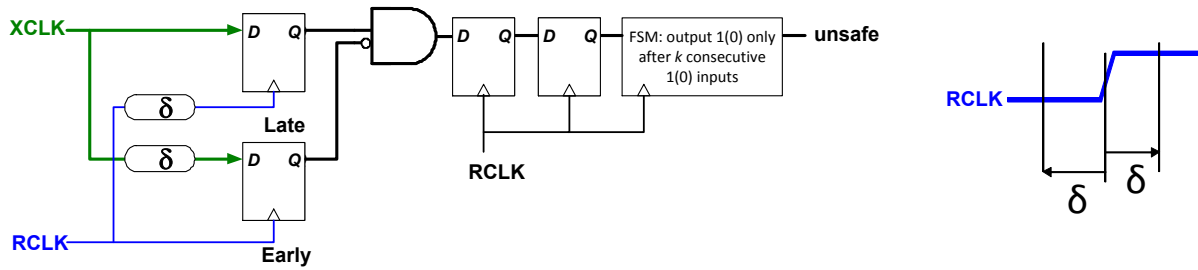 XCLK
D Q
δ
Late
δ
D Q
Early
RCLK
D Q
D Q
RCLK
FSM: output 1(0) only
after k consecutive
1(0) inputs
unsafe
RCLK
δ
δ